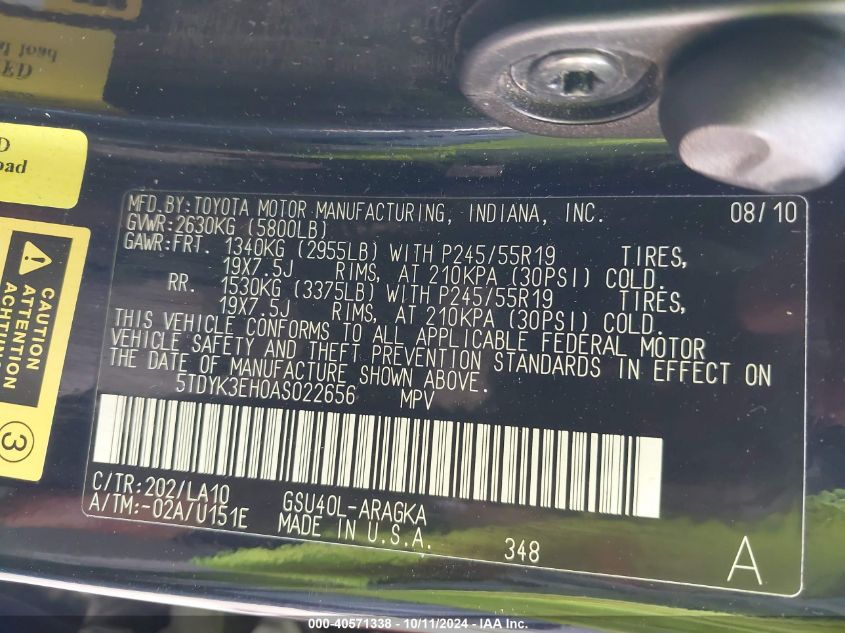 d load
ED
D
oad
CAUTION
ATTENTION
ACHTUNG
3
MFD. BY: TOYOTA MOTOR MANUFACTURING, INDIANA, INC. 08/10
GVWR: 2630KG (5800LB)
GAWR: FRT. 1340KG (2955LB) WITH P245/55R19 TIRES,
19X7.5J RIMS, AT 210KPA (30PSI) COLD.
RR. 1530KG (3375LB) WITH P245/55R19 TIRES,
19X7.5J RIMS, AT 210KPA (30PSI) COLD.
THIS VEHICLE CONFORMS TO ALL APPLICABLE FEDERAL MOTOR
VEHICLE SAFETY AND THEFT PREVENTION STANDARDS IN EFFECT ON
THE DATE OF MANUFACTURE SHOWN ABOVE.
5TDYK3EH0AS022656 MPV
C/TR: 202/LA10 GSU40L-ARAGKA
A/TM:-02A/U151E MADE IN U.S.A. 348 A
000-40571338 - 10/11/2024 - IAA Inc.